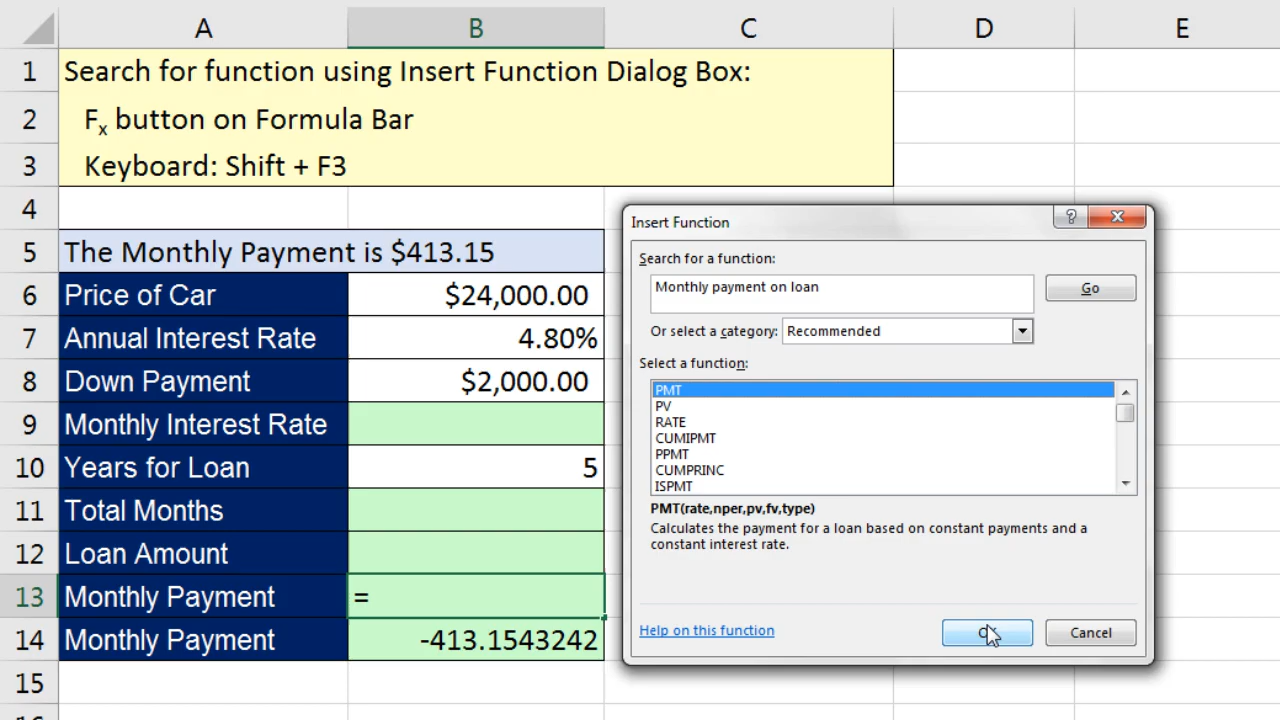 A B C D E
1 Search for function using Insert Function Dialog Box:
2 Fx button on Formula Bar
3 Keyboard: Shift + F3
4
Insert Function
Search for a function:
Monthly payment on loan
Go
Or select a category: Recommended
Select a function:
PMT
PV
RATE
CUMIPMT
PPMT
CUMPRINC
ISPMT
PMT(rate,nper,pv,fv,type)
Calculates the payment for a loan based on constant payments and a
constant interest rate.
Help on this function
Cancel
5 The Monthly Payment is $413.15
6 Price of Car $24,000.00
7 Annual Interest Rate 4.80%
8 Down Payment $2,000.00
9 Monthly Interest Rate
10 Years for Loan 5
11 Total Months
12 Loan Amount
13 Monthly Payment =
14 Monthly Payment -413.1543242
15